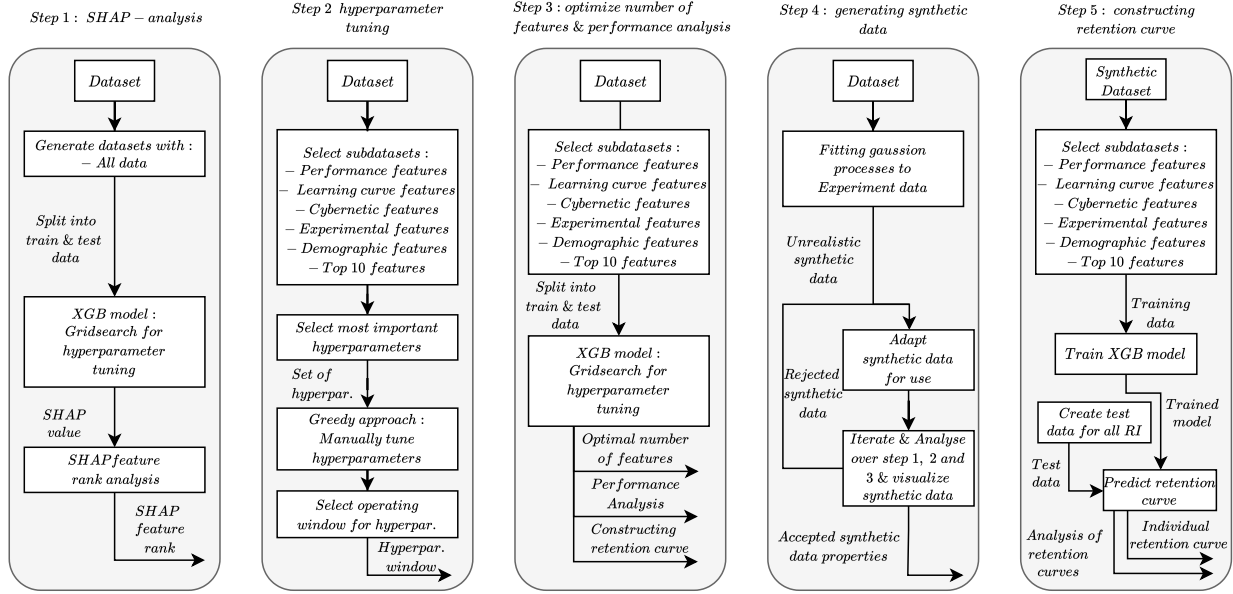 Step 1 : SHAP − analysis
Dataset
Generate datasets with :
− All data
Split into
train & test
data
XGB model :
Gridsearch for
hyperparameter
tuning
SHAP
value
SHAP feature
rank analysis
SHAP
feature
rank
Step 2 hyperparameter
tuning
Dataset
Select subdatasets :
− Performance features
− Learning curve features
− Cybernetic features
− Experimental features
− Demographic features
− Top 10 features
Select most important
hyperparameters
Set of
hyperpar.
Greedy approach :
Manually tune
hyperparameters
Select operating
window for hyperpar.
Hyperpar.
window
Step 3 : optimize number of
features & performance analysis
Dataset
Select subdatasets :
− Performance features
− Learning curve features
− Cybernetic features
− Experimental features
− Demographic features
− Top 10 features
Split into
train & test
data
XGB model :
Gridsearch for
hyperparameter
tuning
Optimal number
of features
Performance
Analysis
Constructing
retention curve
Step 4 : generating synthetic
data
Dataset
Fitting gaussion
processes to
Experiment data
Unrealistic
synthetic
data
Adapt
synthetic data
for use
Rejected
synthetic
data
Iterate & Analyse
over step 1, 2 and
3 & visualize
synthetic data
Accepted synthetic
data properties
Step 5 : constructing
retention curve
Synthetic
Dataset
Select subdatasets :
− Performance features
− Learning curve features
− Cybernetic features
− Experimental features
− Demographic features
− Top 10 features
Training
data
Train XGB model
Create test
data for all RI
Trained
model
Test
data
Predict retention
curve
Analysis of
retention
curves
Individual
retention curve